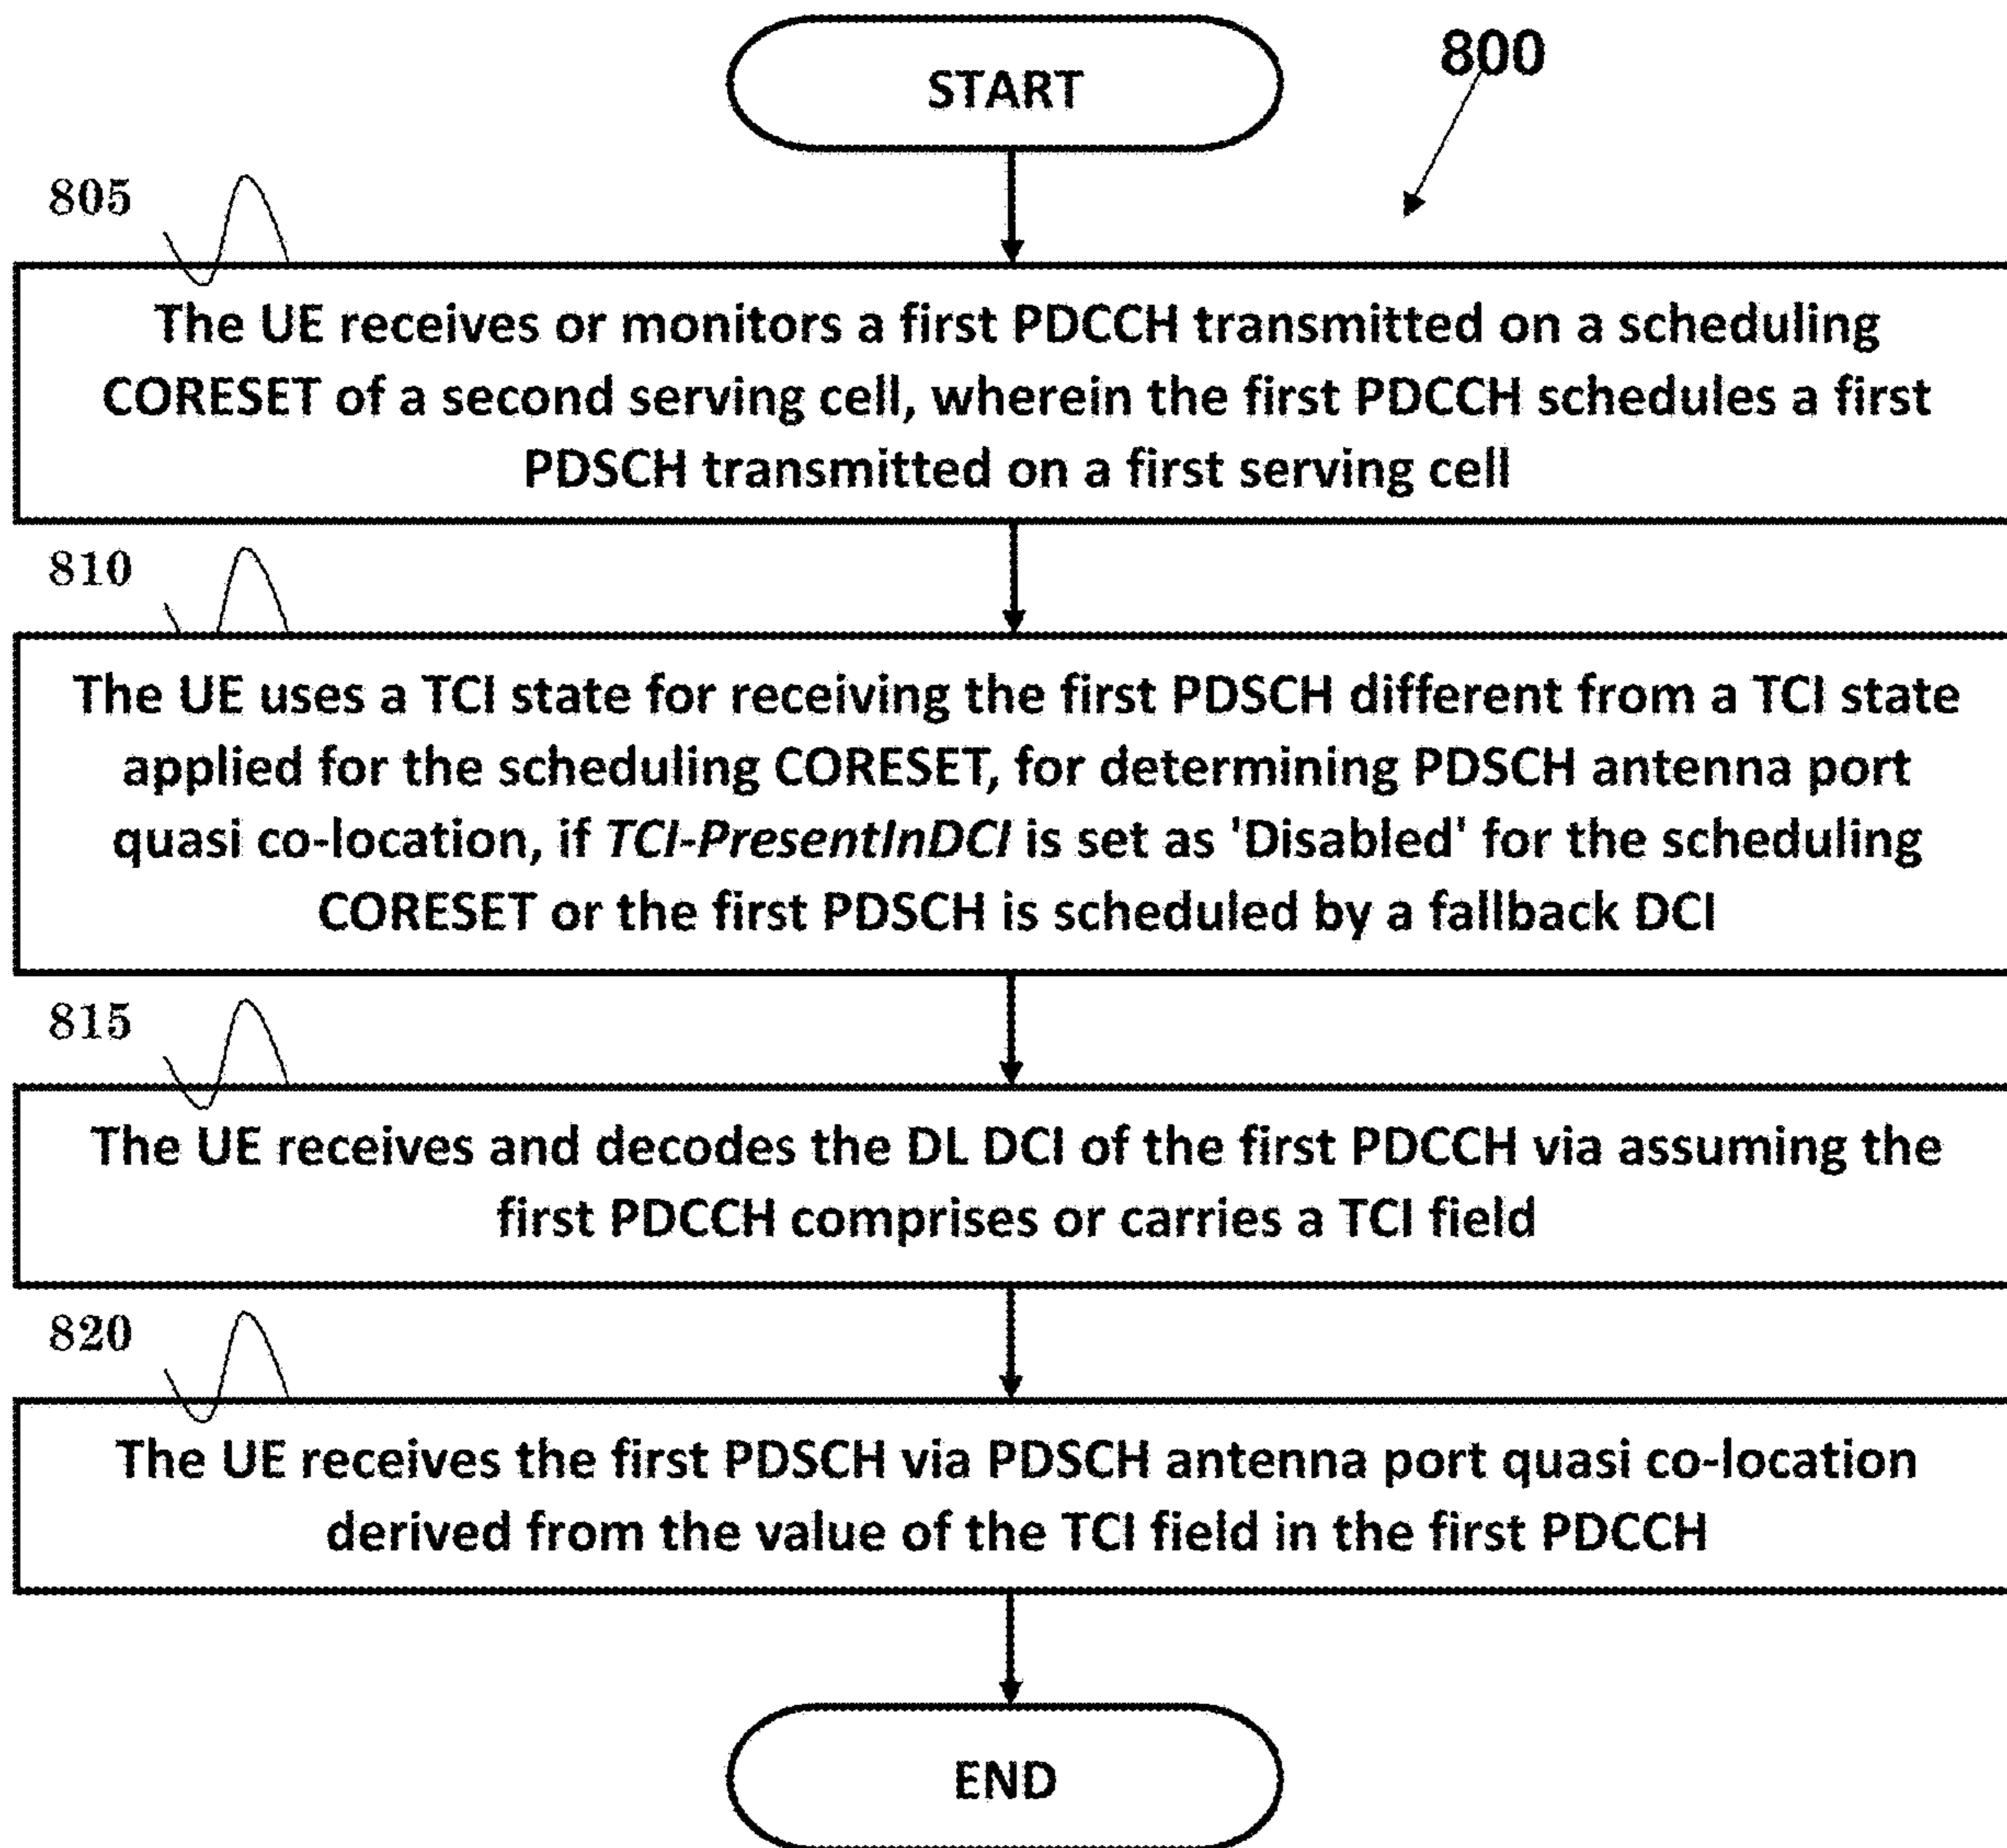 START
800
805
The UE receives or monitors a first PDCCH transmitted on a scheduling
CORESET of a second serving cell, wherein the first PDCCH schedules a first
PDSCH transmitted on a first serving cell
810
The UE uses a TCI state for receiving the first PDSCH different from a TCI state
applied for the scheduling CORESET, for determining PDSCH antenna port
quasi co-location, if TCI-PresentInDCI is set as 'Disabled' for the scheduling
CORESET or the first PDSCH is scheduled by a fallback DCI
815
The UE receives and decodes the DL DCI of the first PDCCH via assuming the
first PDCCH comprises or carries a TCI field
820
The UE receives the first PDSCH via PDSCH antenna port quasi co-location
derived from the value of the TCI field in the first PDCCH
END